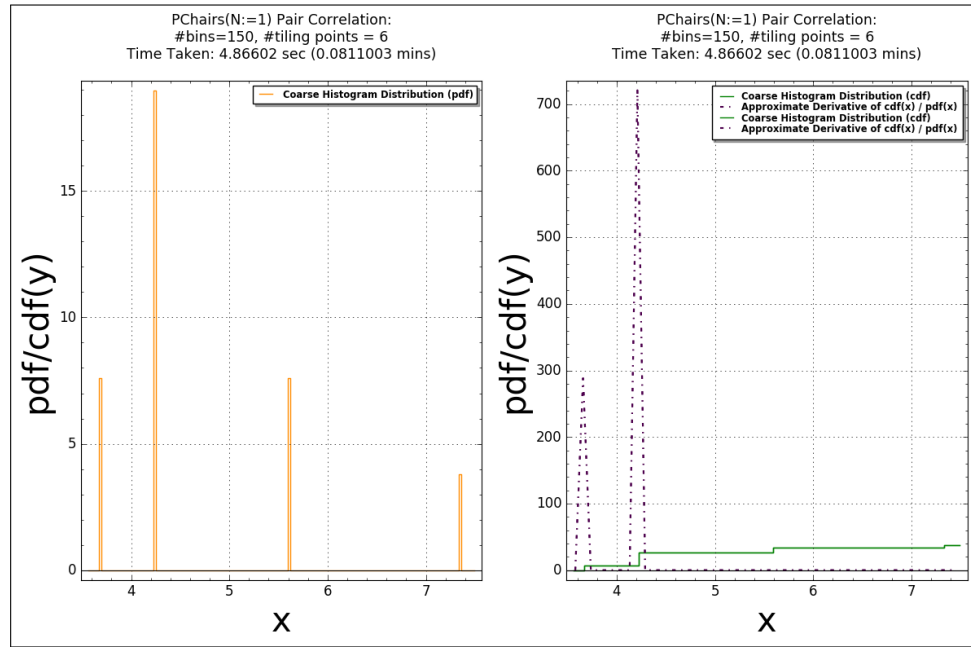 PChairs(N:=1) Pair Correlation:
#bins=150, #tiling points = 6
Time Taken: 4.86602 sec (0.0811003 mins)
Coarse Histogram Distribution (pdf)
15
10
5
0
pdf/cdf(y)
4 5 6 7
x
PChairs(N:=1) Pair Correlation:
#bins=150, #tiling points = 6
Time Taken: 4.86602 sec (0.0811003 mins)
Coarse Histogram Distribution (cdf)
Approximate Derivative of cdf(x) / pdf(x)
Coarse Histogram Distribution (cdf)
Approximate Derivative of cdf(x) / pdf(x)
700
600
500
400
300
200
100
0
pdf/cdf(y)
4 5 6 7
x